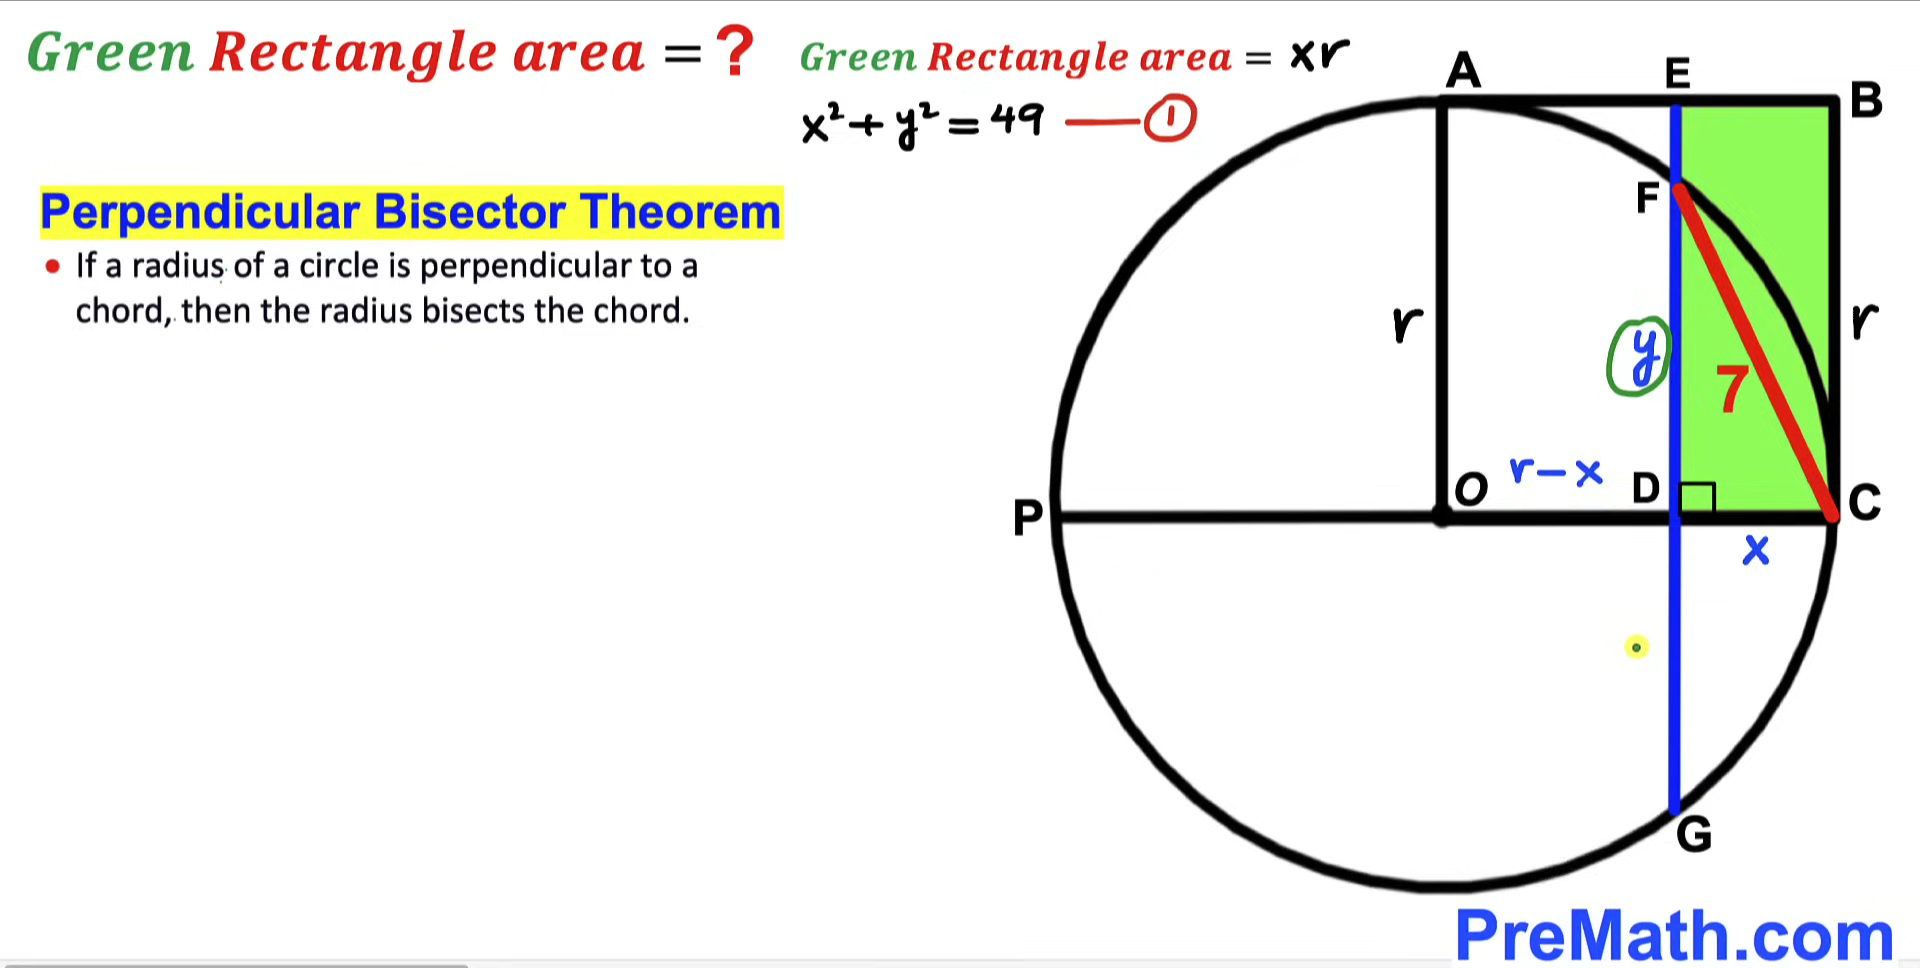 Green Rectangle area = ?
Green Rectangle area = xr
x² + y² = 49 — ①
Perpendicular Bisector Theorem
• If a radius of a circle is perpendicular to a
chord, then the radius bisects the chord.
A
E
B
F
r
y
7
r
P
O
r-x
D
C
x
G
PreMath.com